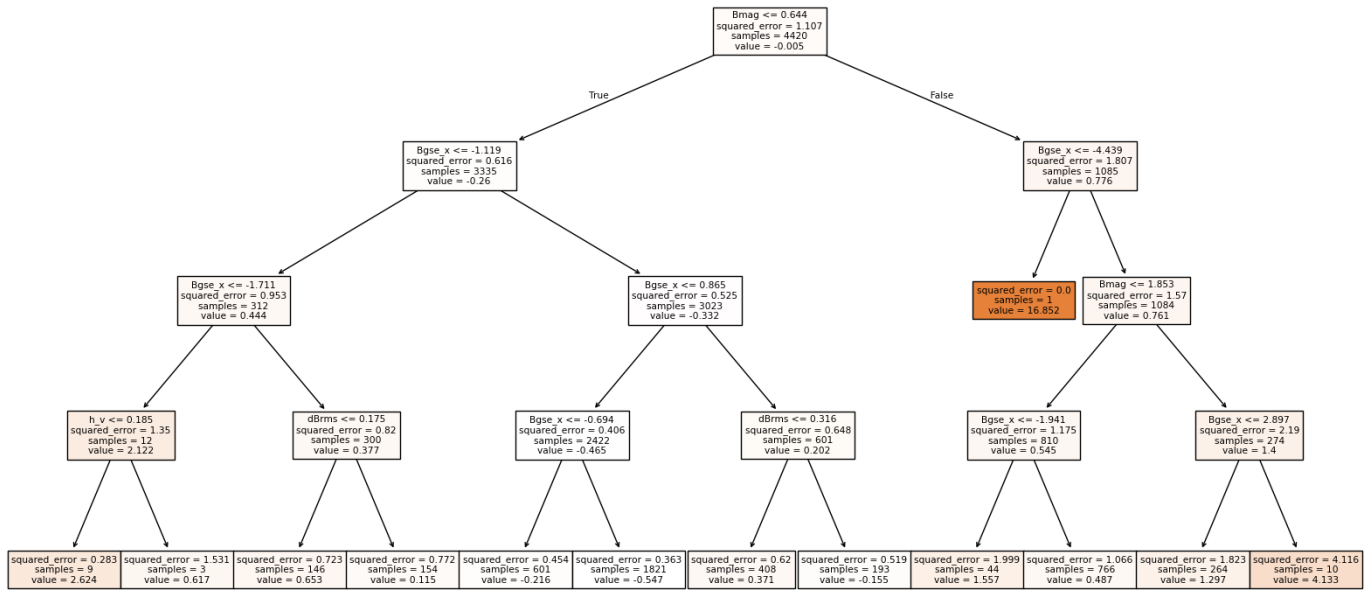 Bmag <= 0.644
squared_error = 1.107
samples = 4420
value = -0.005
True
False
Bgse_x <= -1.119
squared_error = 0.616
samples = 3335
value = -0.26
Bgse_x <= -4.439
squared_error = 1.807
samples = 1085
value = 0.776
Bgse_x <= -1.711
squared_error = 0.953
samples = 312
value = 0.444
Bgse_x <= 0.865
squared_error = 0.525
samples = 3023
value = -0.332
squared_error = 0.0
samples = 1
value = 16.852
Bmag <= 1.853
squared_error = 1.57
samples = 1084
value = 0.761
h_v <= 0.185
squared_error = 1.35
samples = 12
value = 2.122
dBrms <= 0.175
squared_error = 0.82
samples = 300
value = 0.377
Bgse_x <= -0.694
squared_error = 0.406
samples = 2422
value = -0.465
dBrms <= 0.316
squared_error = 0.648
samples = 601
value = 0.202
Bgse_x <= -1.941
squared_error = 1.175
samples = 810
value = 0.545
Bgse_x <= 2.897
squared_error = 2.19
samples = 274
value = 1.4
squared_error = 0.283
samples = 9
value = 2.624
squared_error = 1.531
samples = 3
value = 0.617
squared_error = 0.723
samples = 146
value = 0.653
squared_error = 0.772
samples = 154
value = 0.115
squared_error = 0.454
samples = 601
value = -0.216
squared_error = 0.363
samples = 1821
value = -0.547
squared_error = 0.62
samples = 408
value = 0.371
squared_error = 0.519
samples = 193
value = -0.155
squared_error = 1.999
samples = 44
value = 1.557
squared_error = 1.066
samples = 766
value = 0.487
squared_error = 1.823
samples = 264
value = 1.297
squared_error = 4.116
samples = 10
value = 4.133